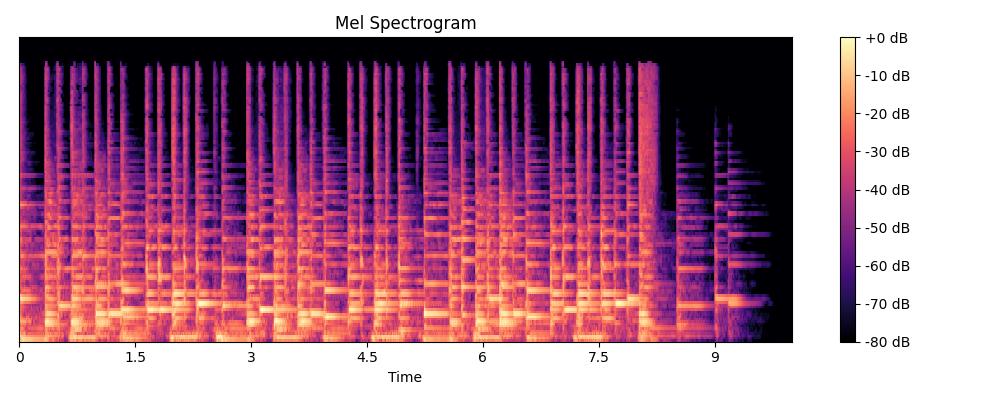 Mel Spectrogram
+0 dB
-10 dB
-20 dB
-30 dB
-40 dB
-50 dB
-60 dB
-70 dB
-80 dB
0 1.5 3 4.5 6 7.5 9
Time